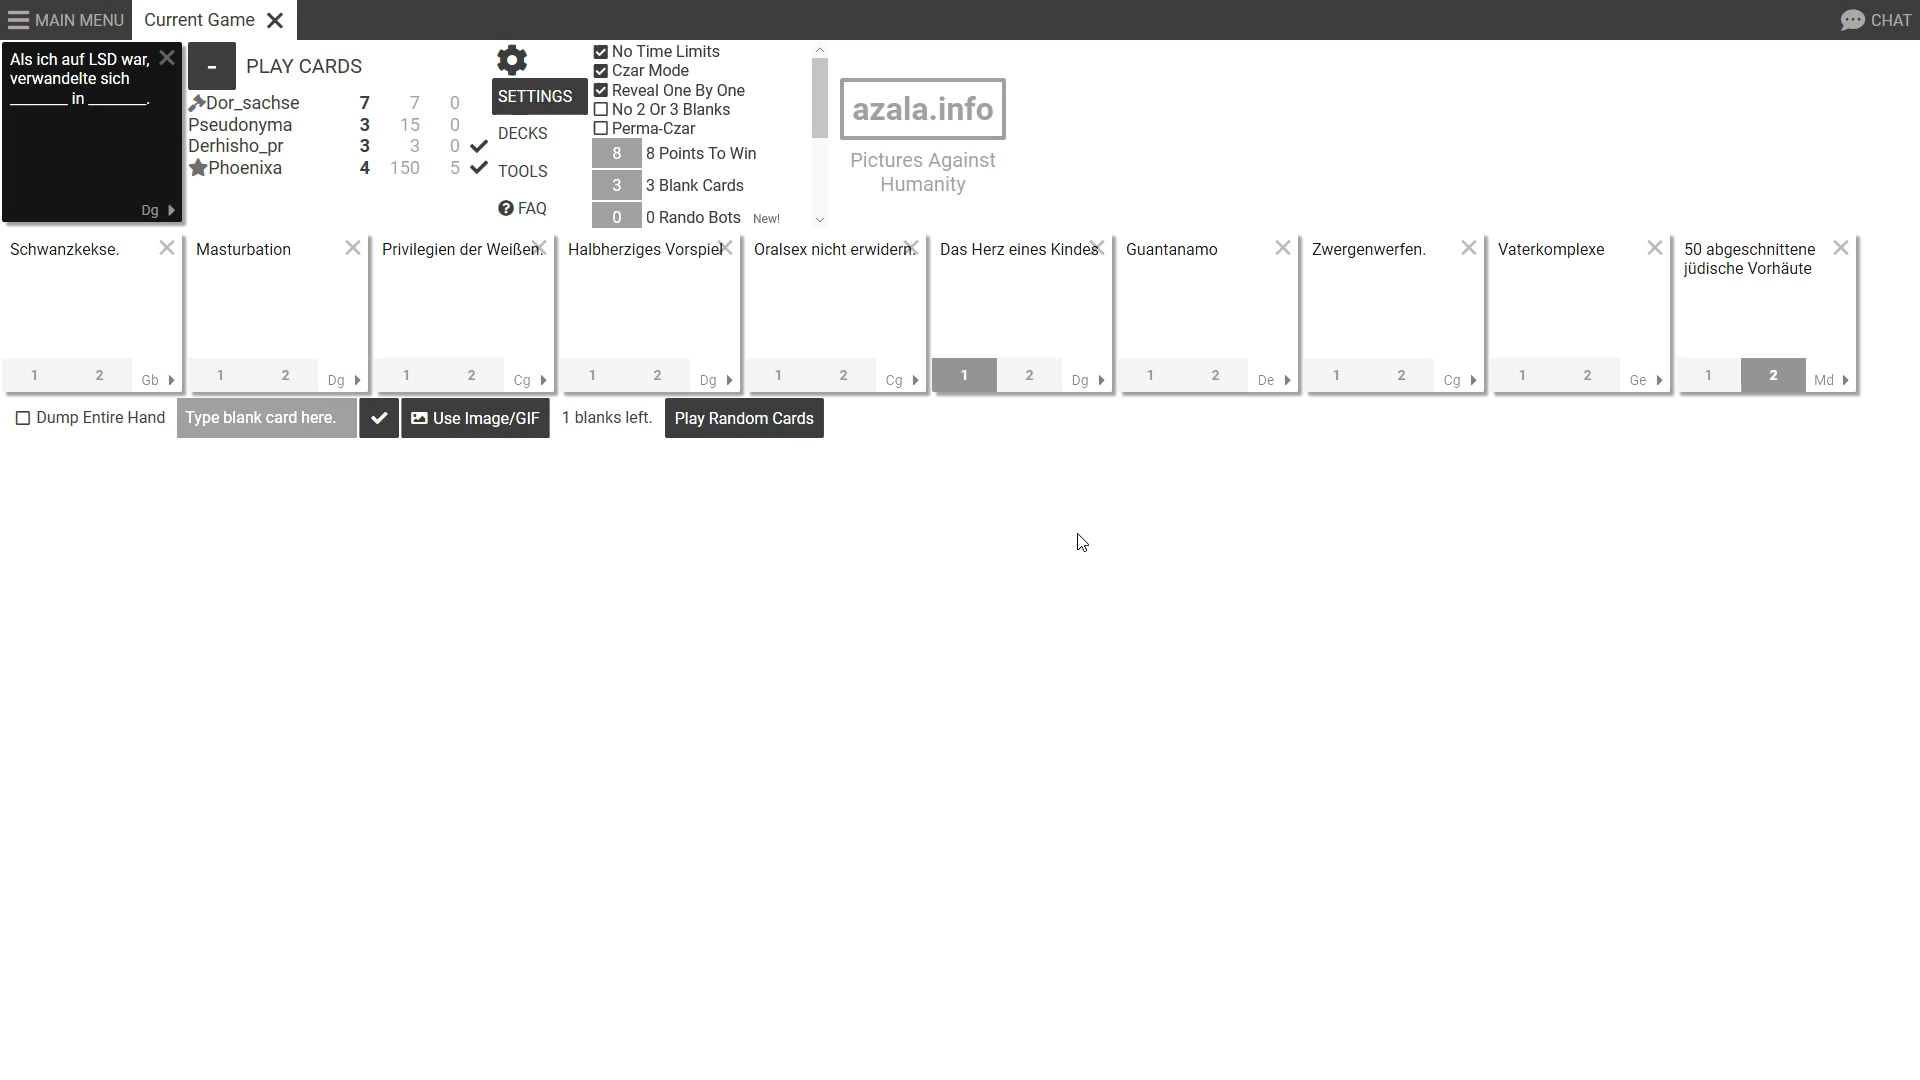 MAIN MENU
Current Game
CHAT
Als ich auf LSD war,
verwandelte sich
_______ in _______.
Dg
-
PLAY CARDS
Dor_sachse 7 7 0
Pseudonyma 3 15 0
Derhisho_pr 3 3 0
Phoenixa 4 150 5
SETTINGS
DECKS
TOOLS
FAQ
No Time Limits
Czar Mode
Reveal One By One
No 2 Or 3 Blanks
Perma-Czar
8 8 Points To Win
3 3 Blank Cards
0 0 Rando Bots New!
azala.info
Pictures Against
Humanity
Schwanzkekse.
1 2 Gb
Masturbation
1 2 Dg
Privilegien der Weißen.
1 2 Cg
Halbherziges Vorspiel
1 2 Dg
Oralsex nicht erwidern.
1 2 Cg
Das Herz eines Kindes
1 2 Dg
Guantanamo
1 2 De
Zwergenwerfen.
1 2 Cg
Vaterkomplexe
1 2 Ge
50 abgeschnittene
jüdische Vorhäute
1 2 Md
Dump Entire Hand
Type blank card here.
Use Image/GIF
1 blanks left.
Play Random Cards